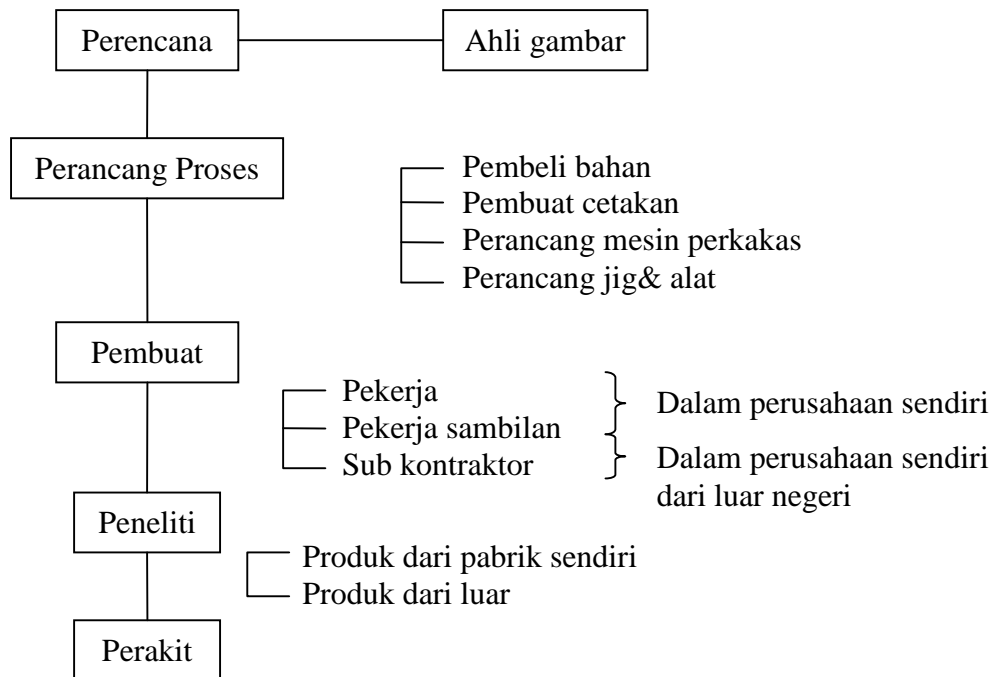 Perencana
Ahli gambar
Perancang Proses
Pembeli bahan
Pembuat cetakan
Perancang mesin perkakas
Perancang jig& alat
Pembuat
Pekerja
Pekerja sambilan
Sub kontraktor
Dalam perusahaan sendiri
Dalam perusahaan sendiri
dari luar negeri
Peneliti
Produk dari pabrik sendiri
Produk dari luar
Perakit